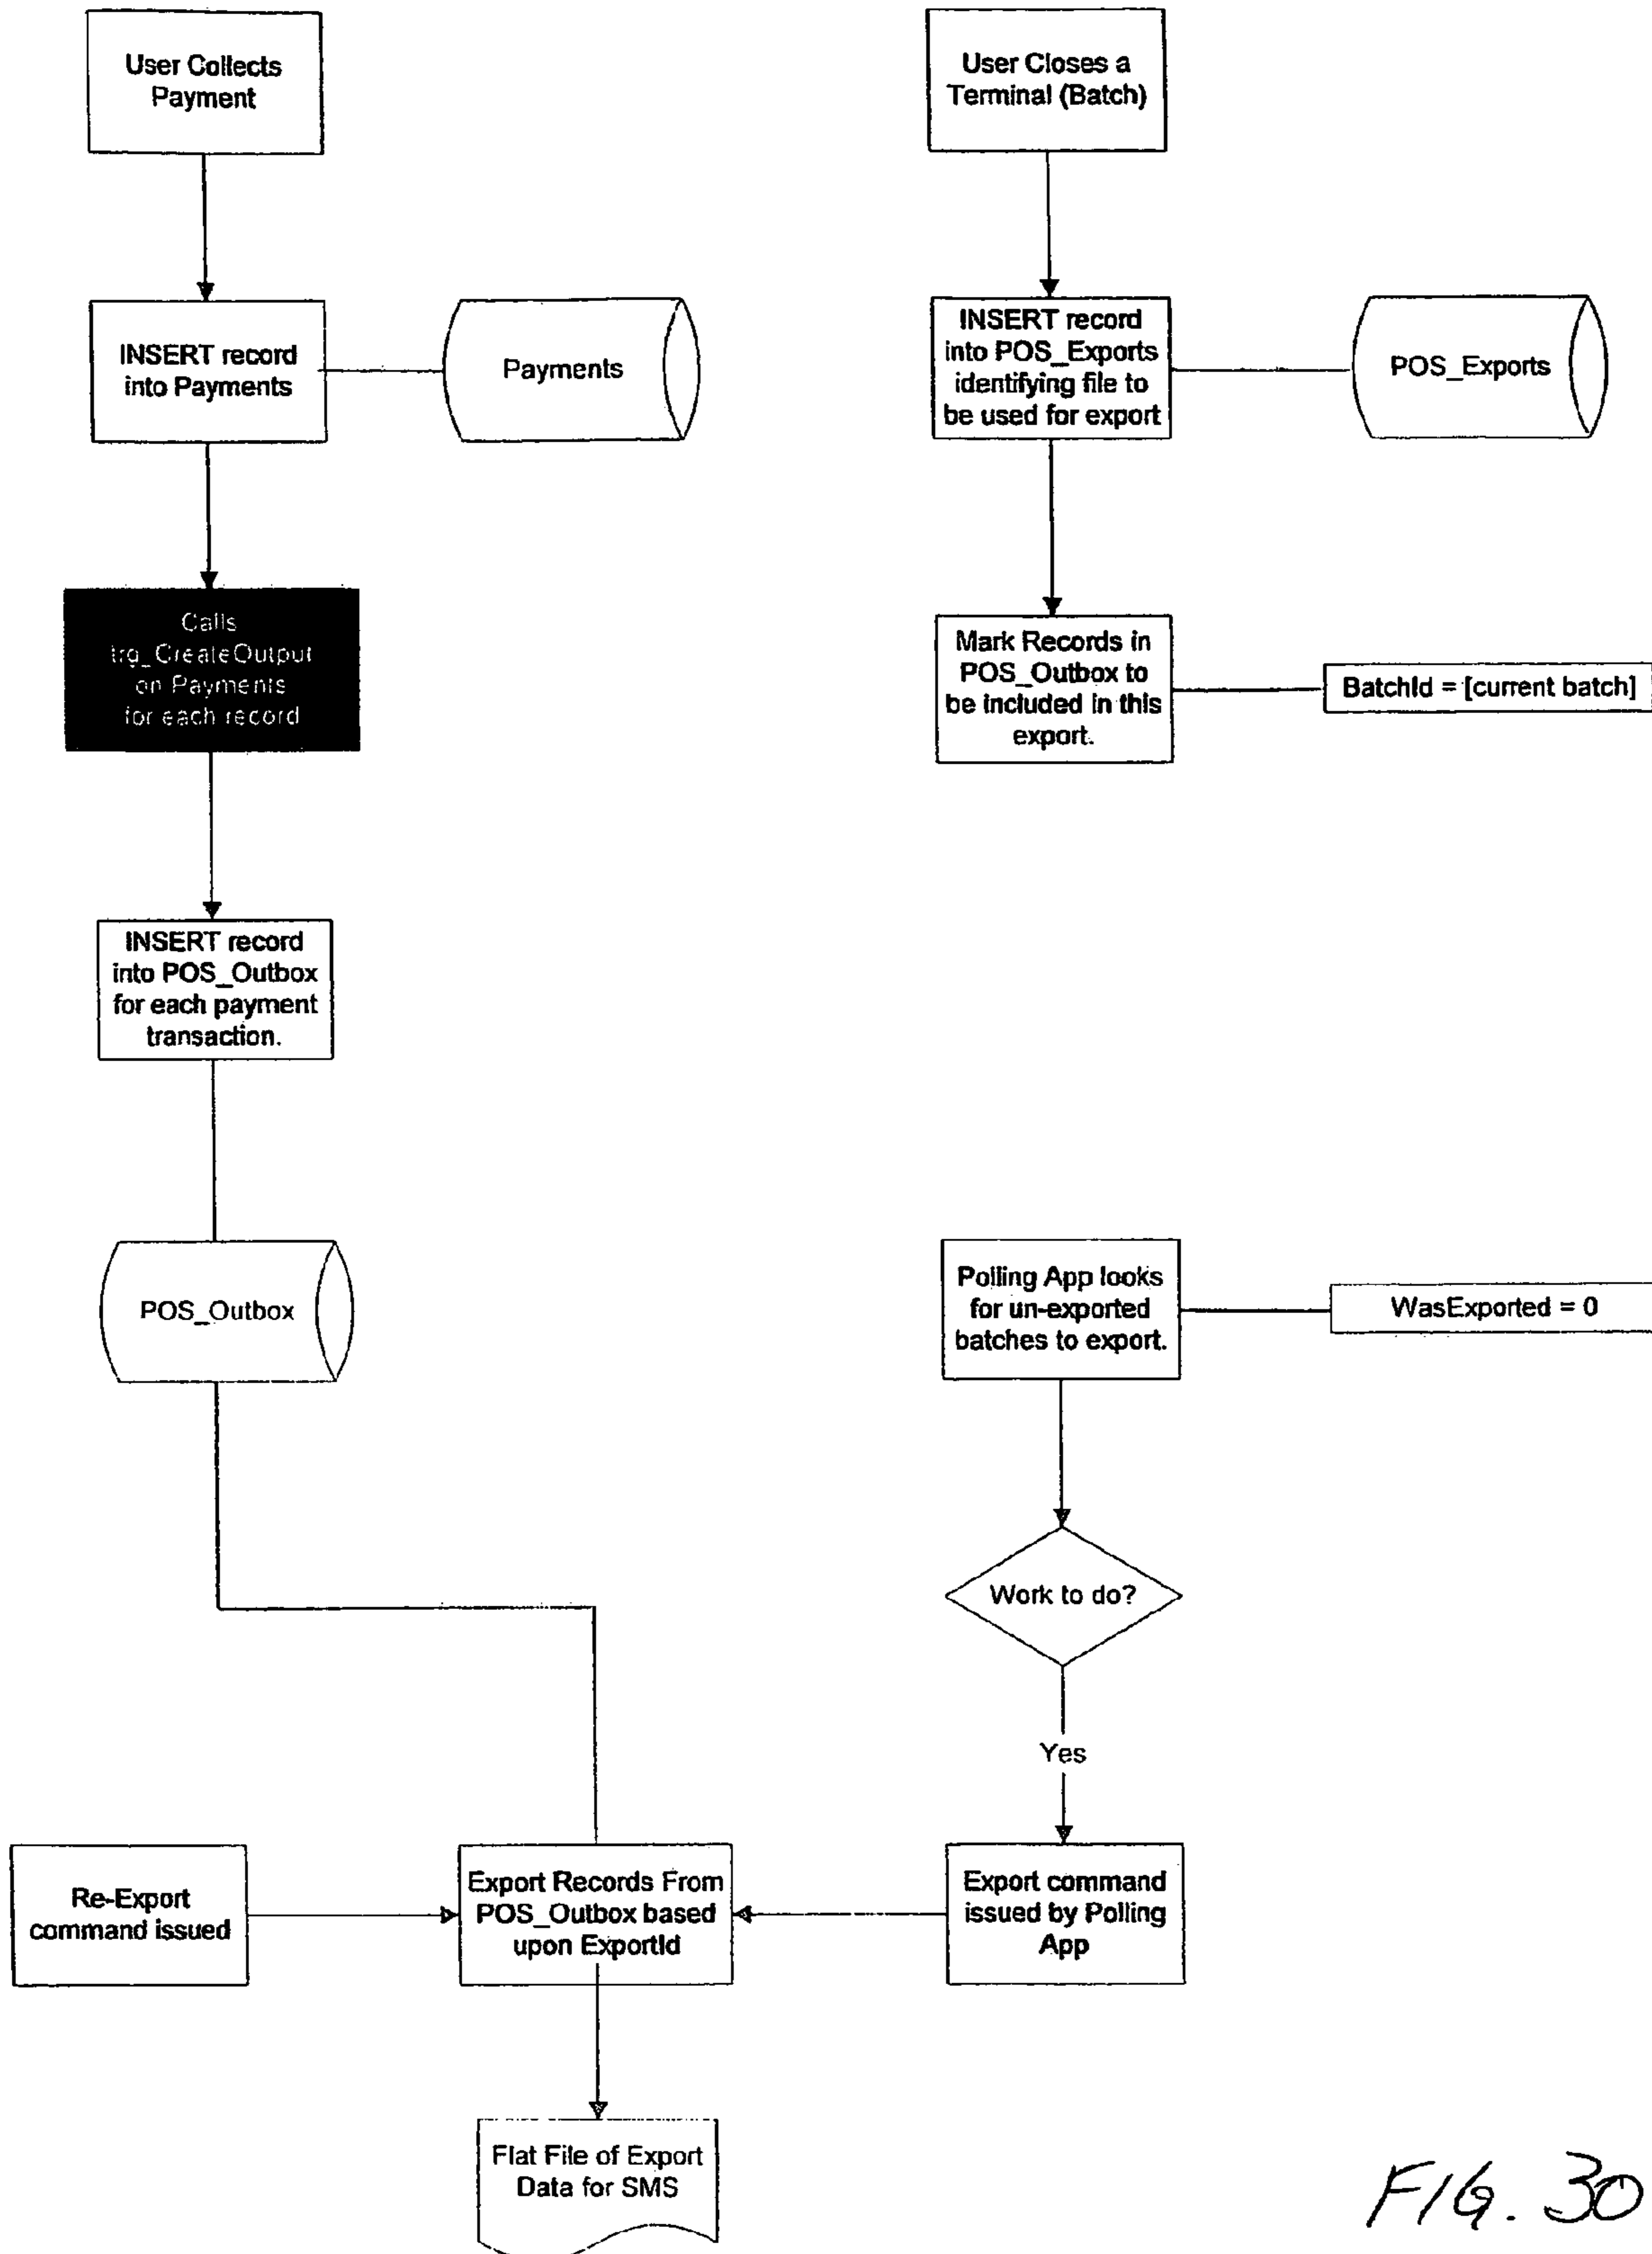 User Collects
Payment
User Closes a
Terminal (Batch)
INSERT record
into Payments
Payments
INSERT record
into POS_Exports
identifying file to
be used for export
POS_Exports
Calls
trg_CreateOutput
on Payments
for each record
Mark Records in
POS_Outbox to
be included in this
export.
BatchId = [current batch]
INSERT record
into POS_Outbox
for each payment
transaction.
POS_Outbox
Polling App looks
for un-exported
batches to export.
WasExported = 0
Work to do?
Yes
Re-Export
command issued
Export Records From
POS_Outbox based
upon ExportId
Export command
issued by Polling
App
Flat File of Export
Data for SMS
FIG. 30